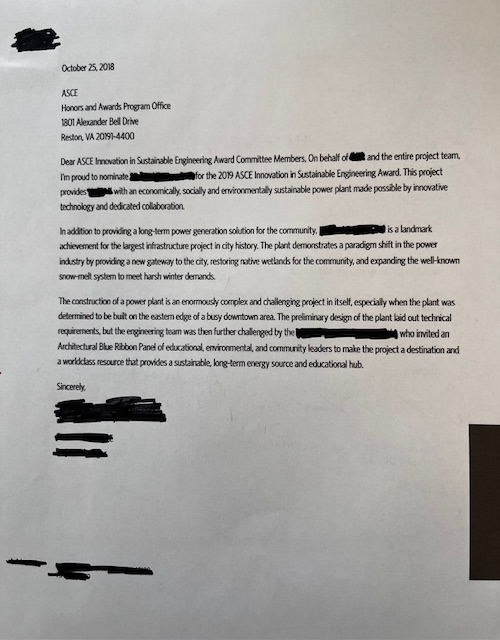 October 25, 2018
ASCE
Honors and Awards Program Office
1801 Alexander Bell Drive
Reston, VA 20191-4400
Dear ASCE Innovation in Sustainable Engineering Award Committee Members, On behalf of and the entire project team,
I'm proud to nominate for the 2019 ASCE Innovation in Sustainable Engineering Award. This project
provides with an economically, socially and environmentally sustainable power plant made possible by innovative
technology and dedicated collaboration.
In addition to providing a long-term power generation solution for the community, is a landmark
achievement for the largest infrastructure project in city history. The plant demonstrates a paradigm shift in the power
industry by providing a new gateway to the city, restoring native wetlands for the community, and expanding the well-known
snow-melt system to meet harsh winter demands.
The construction of a power plant is an enormously complex and challenging project in itself, especially when the plant was
determined to be built on the eastern edge of a busy downtown area. The preliminary design of the plant laid out technical
requirements, but the engineering team was then further challenged by the who invited an
Architectural Blue Ribbon Panel of educational, environmental, and community leaders to make the project a destination and
a worldclass resource that provides a sustainable, long-term energy source and educational hub.
Sincerely,